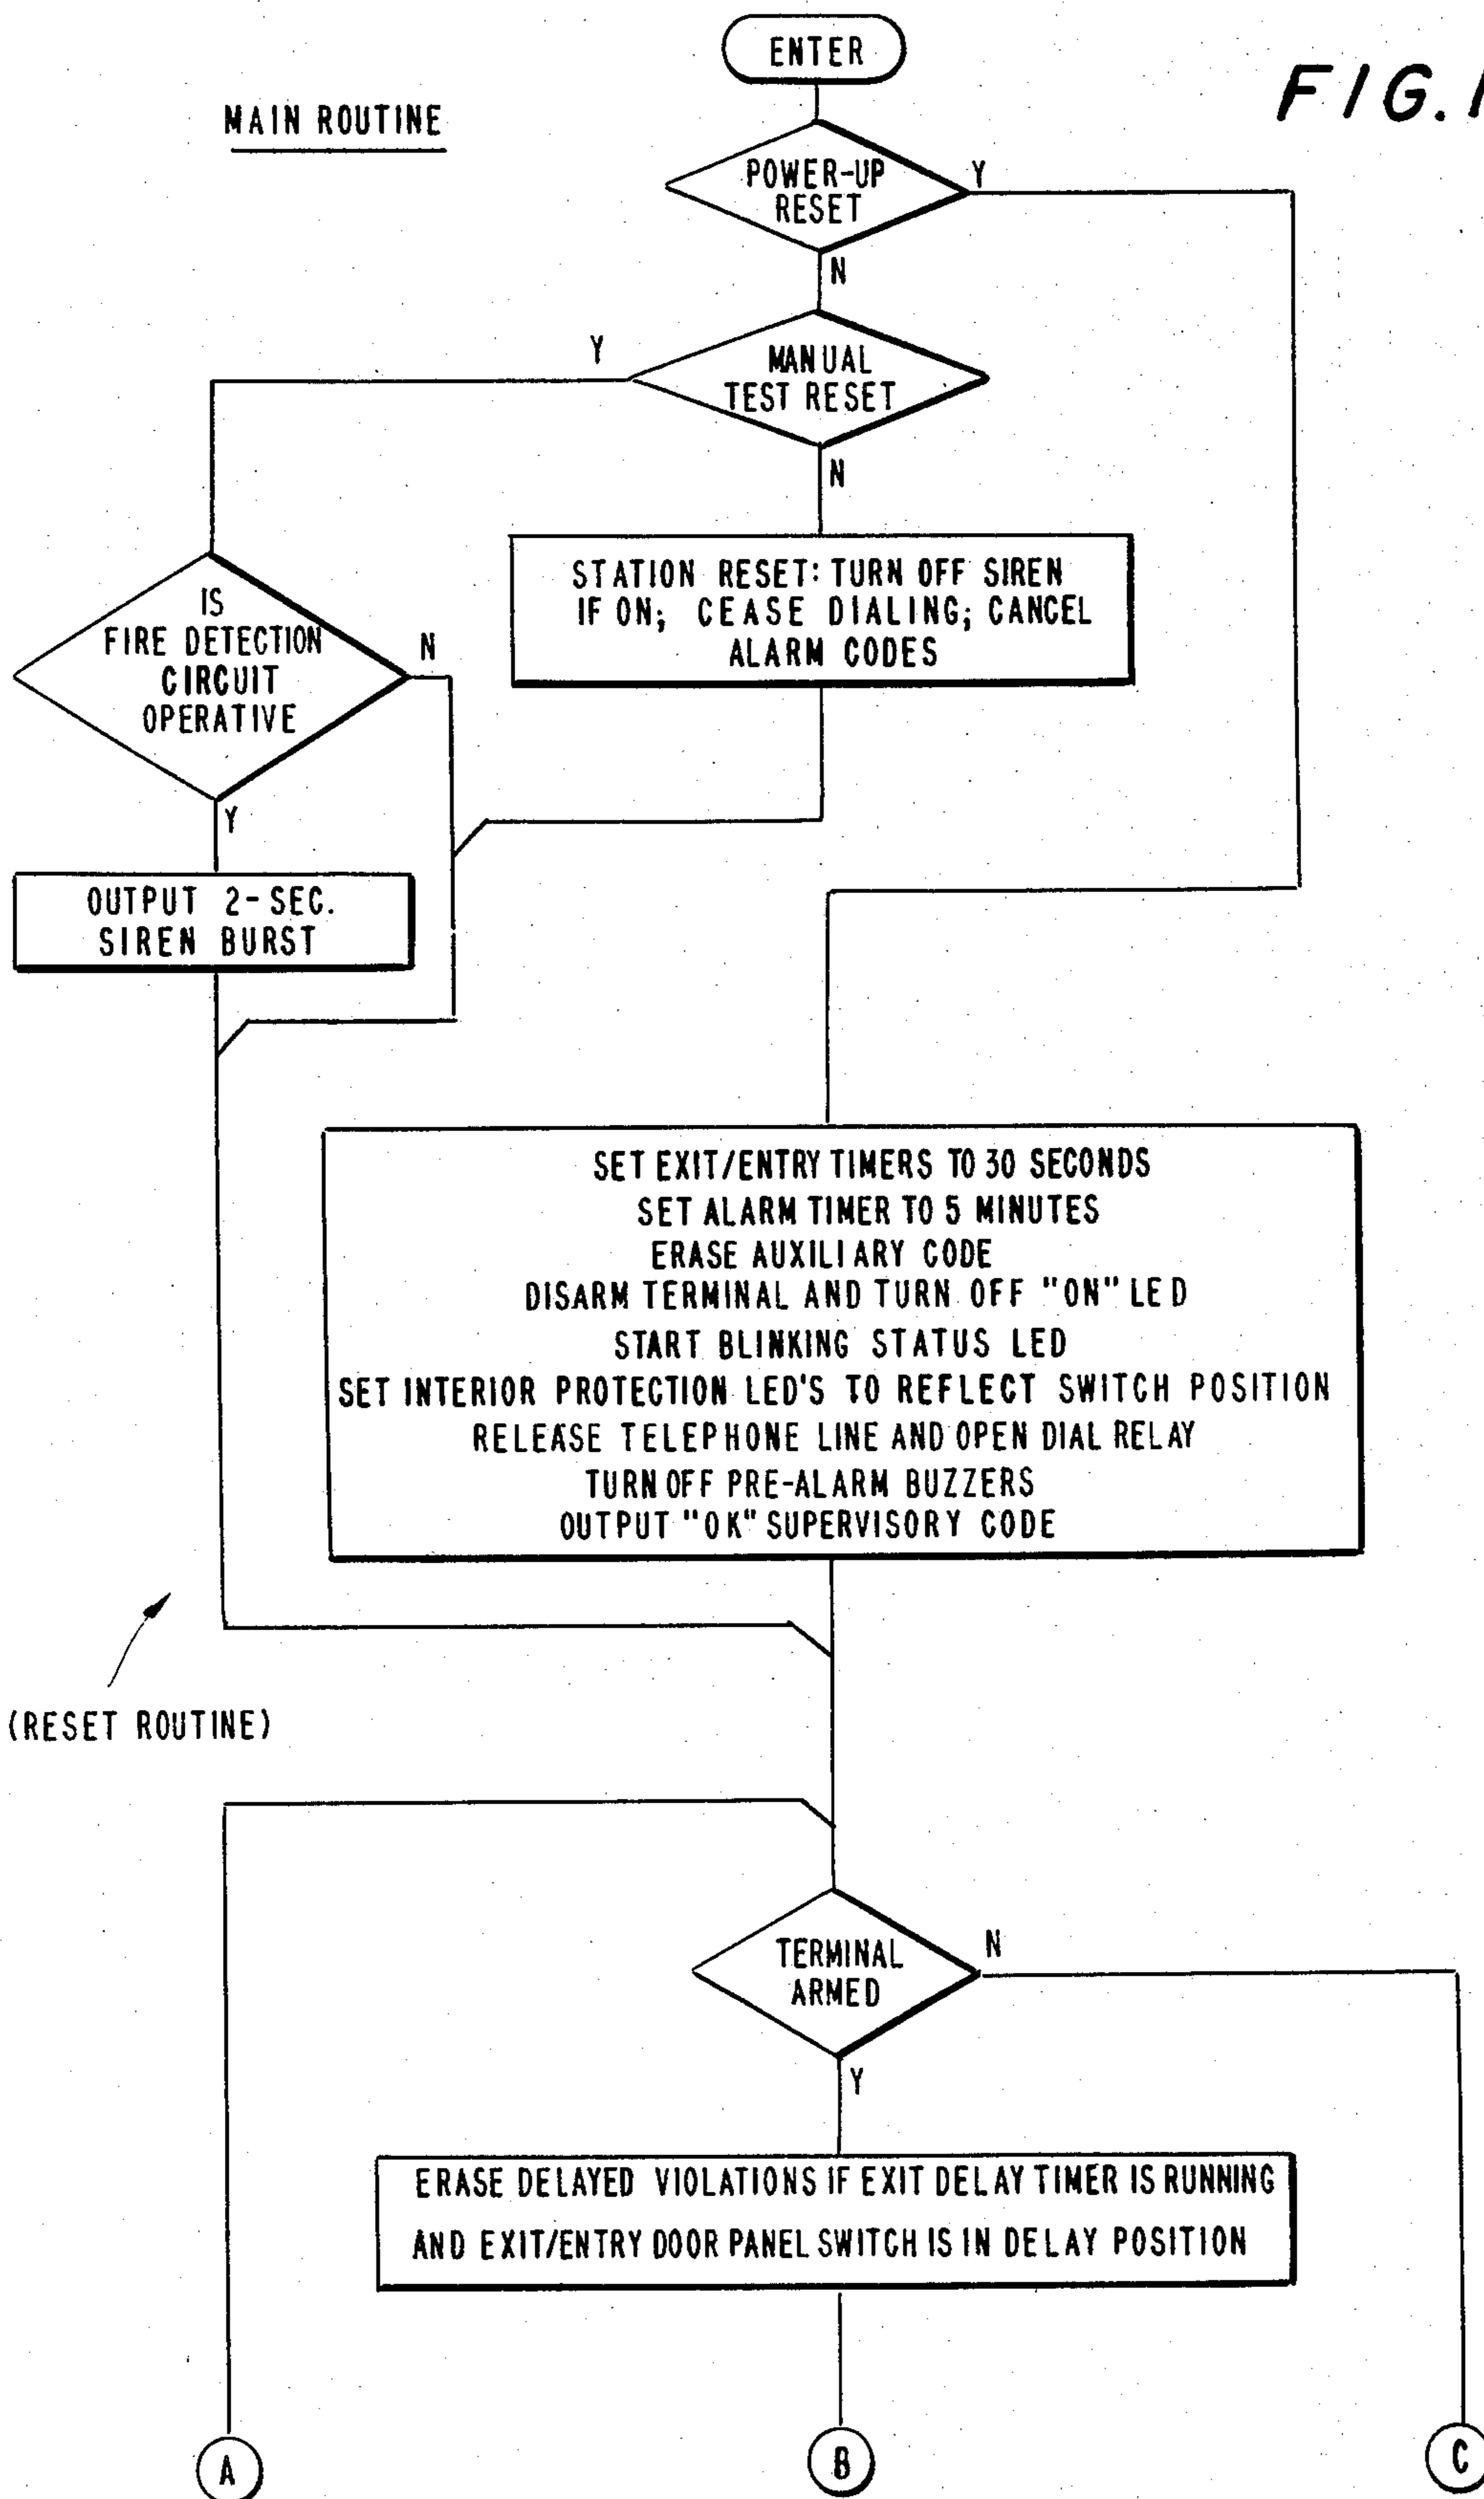 ENTER
FIG.
MAIN ROUTINE
POWER-UP
RESET
Y
N
MANUAL
TEST RESET
Y
N
STATION RESET: TURN OFF SIREN
IF ON; CEASE DIALING; CANCEL
ALARM CODES
IS
FIRE DETECTION
CIRCUIT
OPERATIVE
N
Y
OUTPUT 2-SEC.
SIREN BURST
SET EXIT/ENTRY TIMERS TO 30 SECONDS
SET ALARM TIMER TO 5 MINUTES
ERASE AUXILIARY CODE
DISARM TERMINAL AND TURN OFF "ON" LED
START BLINKING STATUS LED
SET INTERIOR PROTECTION LED'S TO REFLECT SWITCH POSITION
RELEASE TELEPHONE LINE AND OPEN DIAL RELAY
TURN OFF PRE-ALARM BUZZERS
OUTPUT "OK" SUPERVISORY CODE
(RESET ROUTINE)
TERMINAL
ARMED
N
Y
ERASE DELAYED VIOLATIONS IF EXIT DELAY TIMER IS RUNNING
AND EXIT/ENTRY DOOR PANEL SWITCH IS IN DELAY POSITION
A
B
C